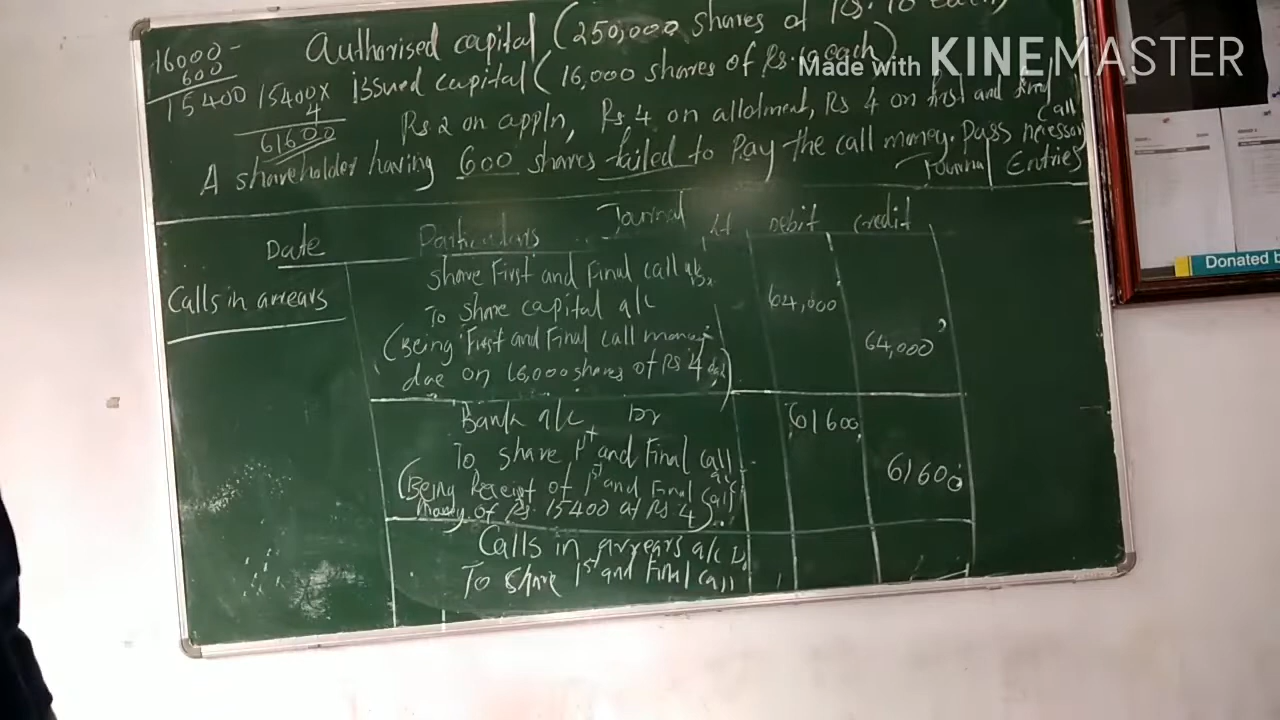 16000-
600
15400
15400x
4
61600
Authorised capital (250,000 shares of Rs. 10 each)
Issued capital (16,000 shares of Rs. 10 each)
Made with KINEMASTER
Rs 2 on appln, Rs 4 on allotment, Rs 4 on first and final call
A shareholder having 600 shares failed to pay the call money. Pass necessary
Journal Entries
Journal
Date Particulars Debit Credit
Calls in arrears
Share First and Final call a/c
To share capital a/c
64,000
64,000
(Being First and Final call money
due on 16,000 shares of Rs 4
Bank a/c Dr 61600
To share 1st and Final call a/c
61600
(Being Receipt of 1st and Final call
money of Rs. 15400 at Rs 4)
Calls in arrears a/c D
To share 1st and Final call
Donated b